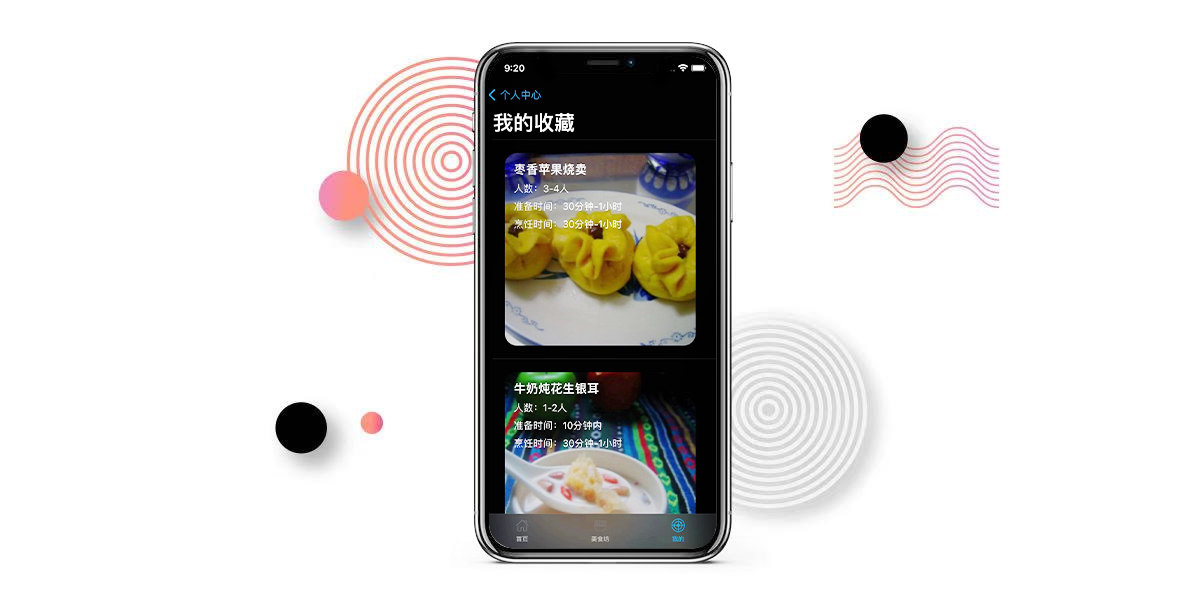 9:20
个人中心
我的收藏
枣香苹果烧卖
人数：3-4人
准备时间：30分钟-1小时
烹饪时间：30分钟-1小时
牛奶炖花生银耳
人数：1-2人
准备时间：10分钟内
烹饪时间：30分钟-1小时
首页
美食坊
我的